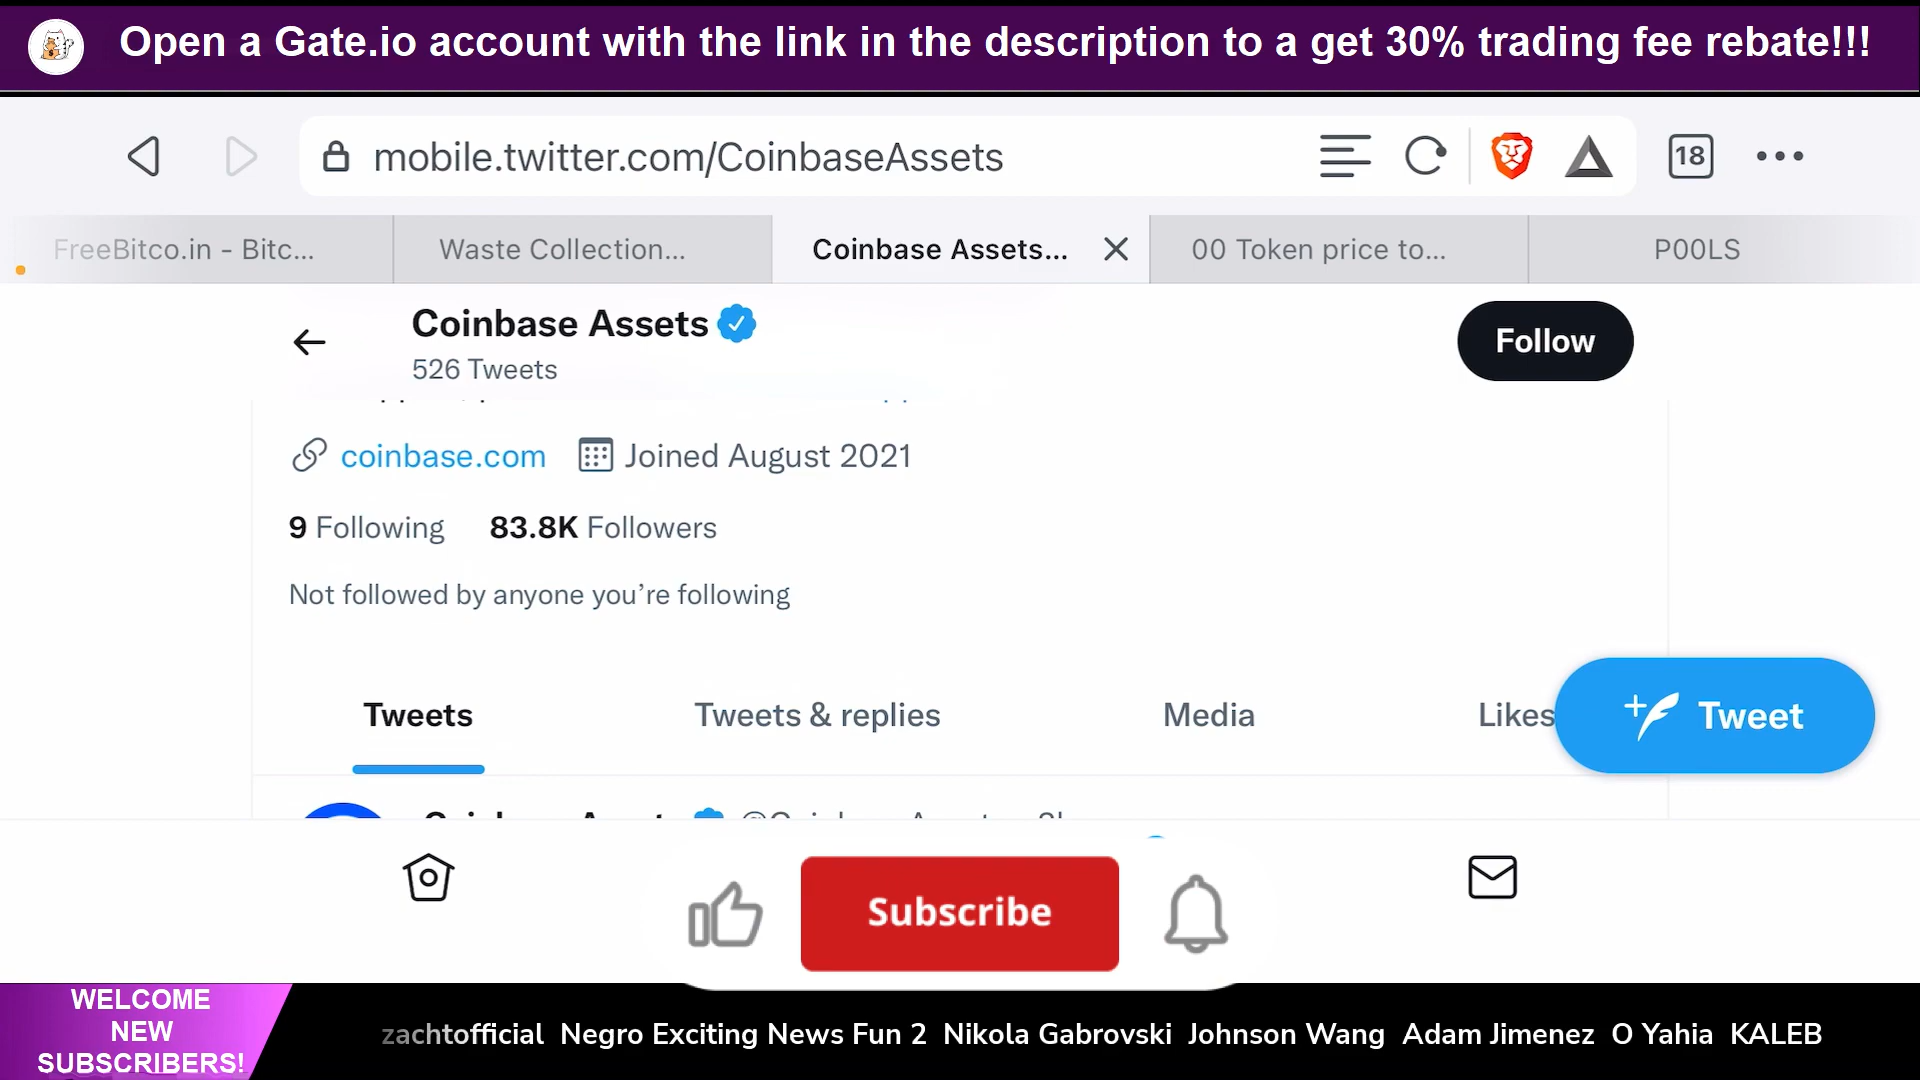 Open a Gate.io account with the link in the description to a get 30% trading fee rebate!!!
mobile.twitter.com/CoinbaseAssets
18
FreeBitco.in - Bitc...
Waste Collection...
Coinbase Assets...
00 Token price to...
P00LS
Coinbase Assets
526 Tweets
Follow
coinbase.com
Joined August 2021
9 Following
83.8K Followers
Not followed by anyone you’re following
Tweets
Tweets & replies
Media
Likes
Tweet
Subscribe
WELCOME
NEW
SUBSCRIBERS!
zachtofficial Negro Exciting News Fun 2 Nikola Gabrovski Johnson Wang Adam Jimenez O Yahia KALEB